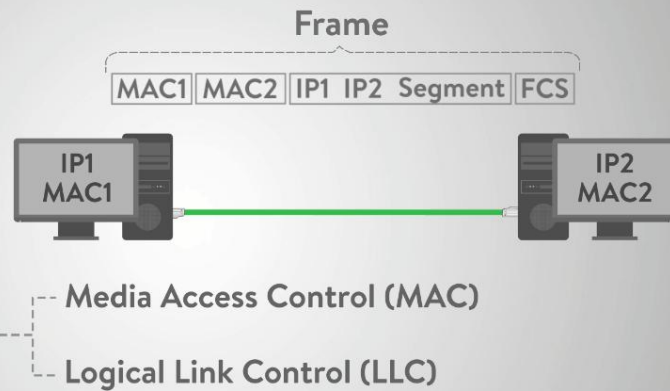 Frame
MAC1 MAC2 IP1 IP2 Segment FCS
IP1
MAC1
IP2
MAC2
Media Access Control (MAC)
Logical Link Control (LLC)